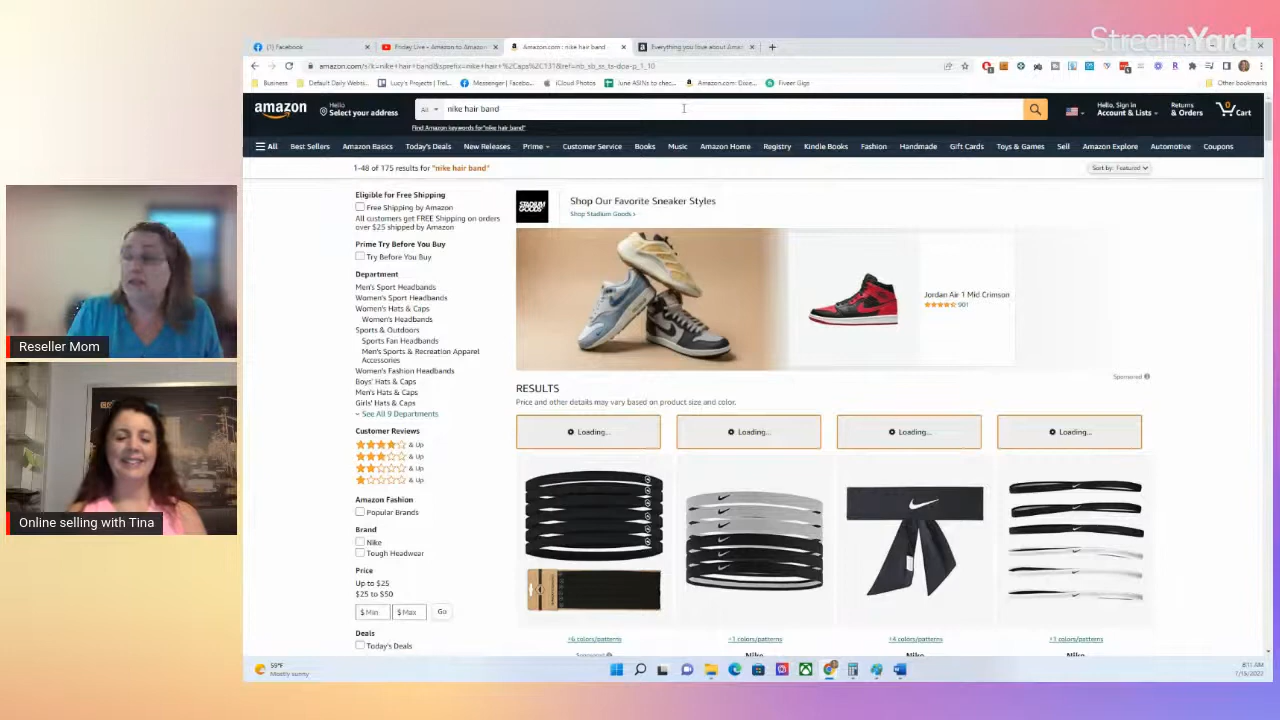 StreamYard
(1) Facebook
Friday Live - Amazon to Amazon
Amazon.com : nike hair band
Everything you love about Amaz
amazon.com/s?k=nike+hair+band&sprefix=nike+hair+%2Caps%2C131&ref=nb_sb_ss_ts-doa-p_1_10
Business
Default Daily Websi...
Lucy's Projects | Trel...
Messenger | Faceboo...
iCloud Photos
June ASINs to chec...
Amazon.com: Dixie...
Fiverr Gigs
Other bookmarks
amazon
Hello
Select your address
All
nike hair band
Hello, Sign in
Account & Lists
Returns
& Orders
0
Cart
Find Amazon keywords for"nike hair band"
All
Best Sellers
Amazon Basics
Today's Deals
New Releases
Prime
Customer Service
Books
Music
Amazon Home
Registry
Kindle Books
Fashion
Handmade
Gift Cards
Toys & Games
Sell
Amazon Explore
Automotive
Coupons
1-48 of 175 results for "nike hair band"
Sort by: Featured
Eligible for Free Shipping
Free Shipping by Amazon
All customers get FREE Shipping on orders
over $25 shipped by Amazon
Prime Try Before You Buy
Try Before You Buy
Department
Men's Sport Headbands
Women's Sport Headbands
Women's Hats & Caps
Women's Headbands
Sports & Outdoors
Sports Fan Headbands
Men's Sports & Recreation Apparel
Accessories
Women's Fashion Headbands
Boys' Hats & Caps
Men's Hats & Caps
Girls' Hats & Caps
See All 9 Departments
Customer Reviews
& Up
& Up
& Up
& Up
Amazon Fashion
Popular Brands
Brand
Nike
Tough Headwear
Price
Up to $25
$25 to $50
$ Min
$ Max
Go
Deals
Today's Deals
STADIUM
GOODS
Shop Our Favorite Sneaker Styles
Shop Stadium Goods ›
Jordan Air 1 Mid Crimson
901
Sponsored
RESULTS
Price and other details may vary based on product size and color.
Loading...
Loading...
Loading...
Loading...
+6 colors/patterns
+1 colors/patterns
+4 colors/patterns
+1 colors/patterns
Sponsored
Nike
Nike
Nike
Reseller Mom
Online selling with Tina
55°F
Mostly sunny
8:11 AM